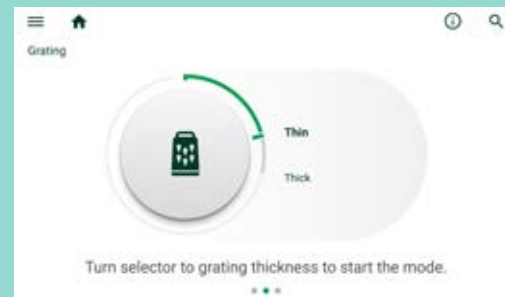 Grating
Thin
Thick
Turn selector to grating thickness to start the mode.